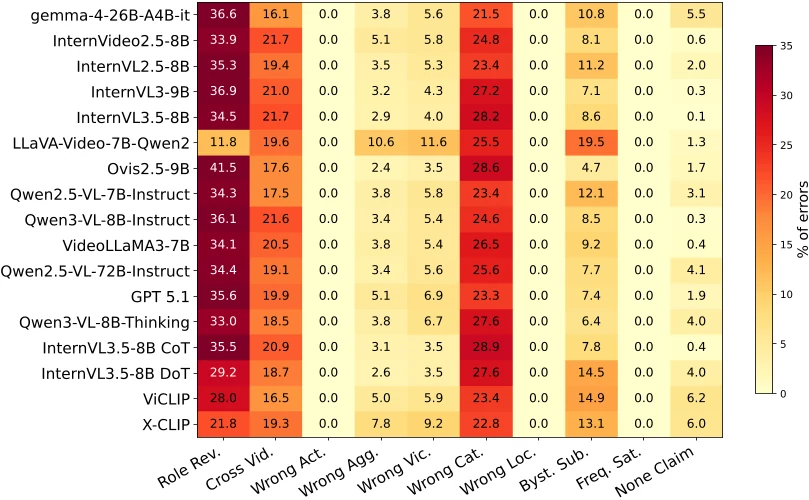 gemma-4-26B-A4B-it 36.6 16.1 0.0 3.8 5.6 21.5 0.0 10.8 0.0 5.5
InternVideo2.5-8B 33.9 21.7 0.0 5.1 5.8 24.8 0.0 8.1 0.0 0.6
InternVL2.5-8B 35.3 19.4 0.0 3.5 5.3 23.4 0.0 11.2 0.0 2.0
InternVL3-9B 36.9 21.0 0.0 3.2 4.3 27.2 0.0 7.1 0.0 0.3
InternVL3.5-8B 34.5 21.7 0.0 2.9 4.0 28.2 0.0 8.6 0.0 0.1
LLaVA-Video-7B-Qwen2 11.8 19.6 0.0 10.6 11.6 25.5 0.0 19.5 0.0 1.3
Ovis2.5-9B 41.5 17.6 0.0 2.4 3.5 28.6 0.0 4.7 0.0 1.7
Qwen2.5-VL-7B-Instruct 34.3 17.5 0.0 3.8 5.8 23.4 0.0 12.1 0.0 3.1
Qwen3-VL-8B-Instruct 36.1 21.6 0.0 3.4 5.4 24.6 0.0 8.5 0.0 0.3
VideoLLaMA3-7B 34.1 20.5 0.0 3.8 5.4 26.5 0.0 9.2 0.0 0.4
Qwen2.5-VL-72B-Instruct 34.4 19.1 0.0 3.4 5.6 25.6 0.0 7.7 0.0 4.1
GPT 5.1 35.6 19.9 0.0 5.1 6.9 23.3 0.0 7.4 0.0 1.9
Qwen3-VL-8B-Thinking 33.0 18.5 0.0 3.8 6.7 27.6 0.0 6.4 0.0 4.0
InternVL3.5-8B CoT 35.5 20.9 0.0 3.1 3.5 28.9 0.0 7.8 0.0 0.4
InternVL3.5-8B DoT 29.2 18.7 0.0 2.6 3.5 27.6 0.0 14.5 0.0 4.0
ViCLIP 28.0 16.5 0.0 5.0 5.9 23.4 0.0 14.9 0.0 6.2
X-CLIP 21.8 19.3 0.0 7.8 9.2 22.8 0.0 13.1 0.0 6.0
Role Rev. Cross Vid. Wrong Act. Wrong Agg. Wrong Vic. Wrong Cat. Wrong Loc. Byst. Sub. Freq. Sat. None Claim
35
30
25
20
15
10
5
0
% of errors